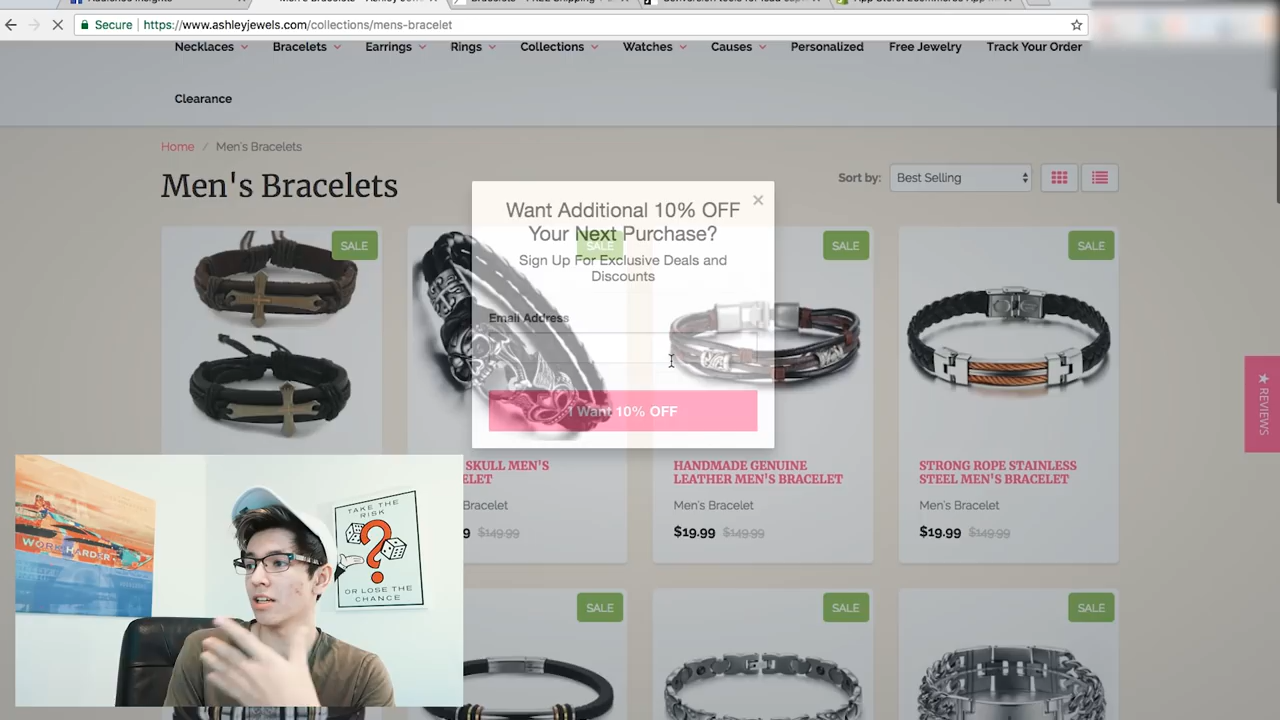 Secure
https://www.ashleyjewels.com/collections/mens-bracelet
Necklaces Bracelets Earrings Rings Collections Watches Causes Personalized Free Jewelry Track Your Order
Clearance
Home / Men's Bracelets
Men's Bracelets
Sort by: Best Selling
SALE
SALE
SALE
SALE
Want Additional 10% OFF
Your Next Purchase?
Sign Up For Exclusive Deals and
Discounts
Email Address
I Want 10% OFF
★ REVIEWS
SKULL MEN'S
Bracelet
$149.99
HANDMADE GENUINE
LEATHER MEN'S BRACELET
Men's Bracelet
$19.99 $149.99
STRONG ROPE STAINLESS
STEEL MEN'S BRACELET
Men's Bracelet
$19.99 $149.99
SALE
SALE
SALE
WORK HARDER
TAKE THE
RISK
?
OR LOSE THE
CHANCE